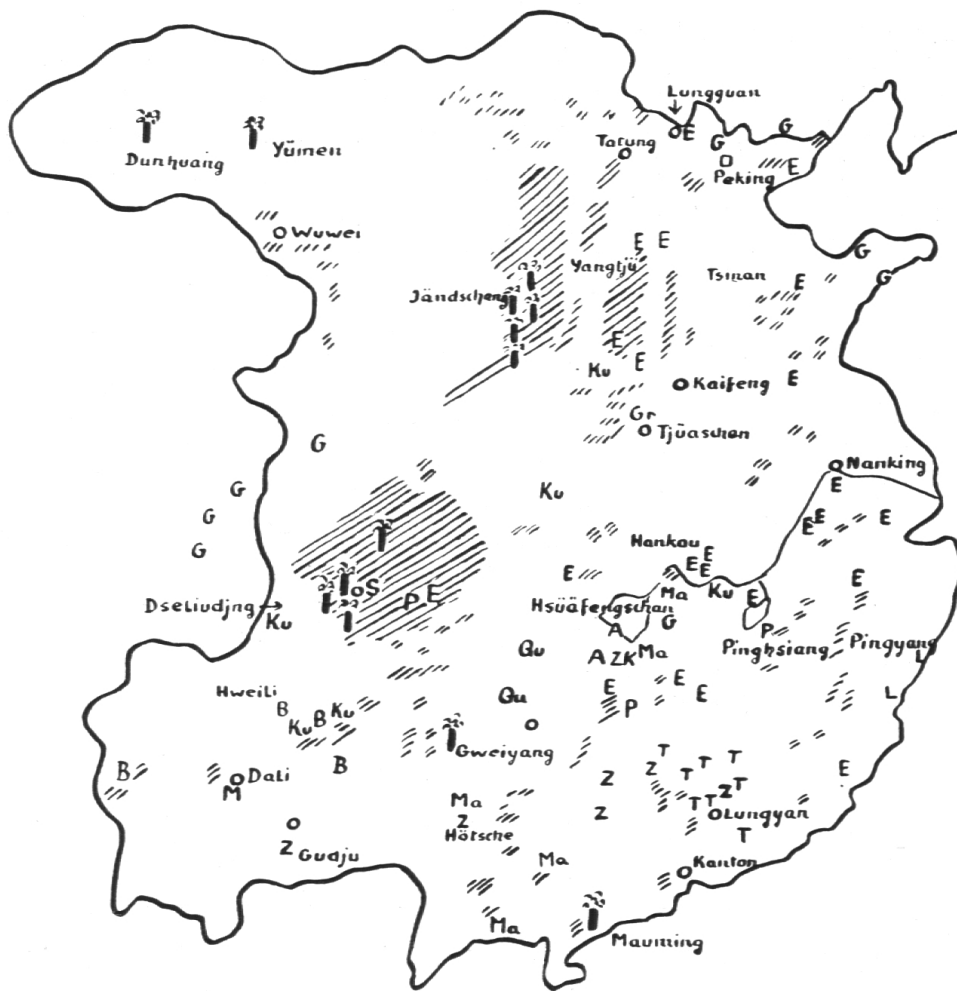 Lungguan
E
G
G
Tatung
Peking
E
Dunhuang
Yümen
Wuwei
E
E
Yangtjü
Tsinan
G
G
E
Jändscheng
E
E
Ku
E
Kaifeng
Gr
Tjüaschan
G
Nanking
E
G
Ku
G
E
E
E
G
Hankou
E
E
E
E
E
S
P
E
Ma
Ku
E
Dseliudjng
Ku
Hsüäfengschan
G
P
A
Pinghsiang
Pingyang
Qu
A
ZK
Ma
L
Hweili
E
E
E
L
B
Ku
B
Ku
Qu
P
Gweiyang
B
B
T
T
T
Z
T
Z
E
Dali
M
Z
T
T
T
Lungyan
Ma
Z
Z
Hötsche
T
Z
Gudju
Ma
Kanton
Ma
Mauming